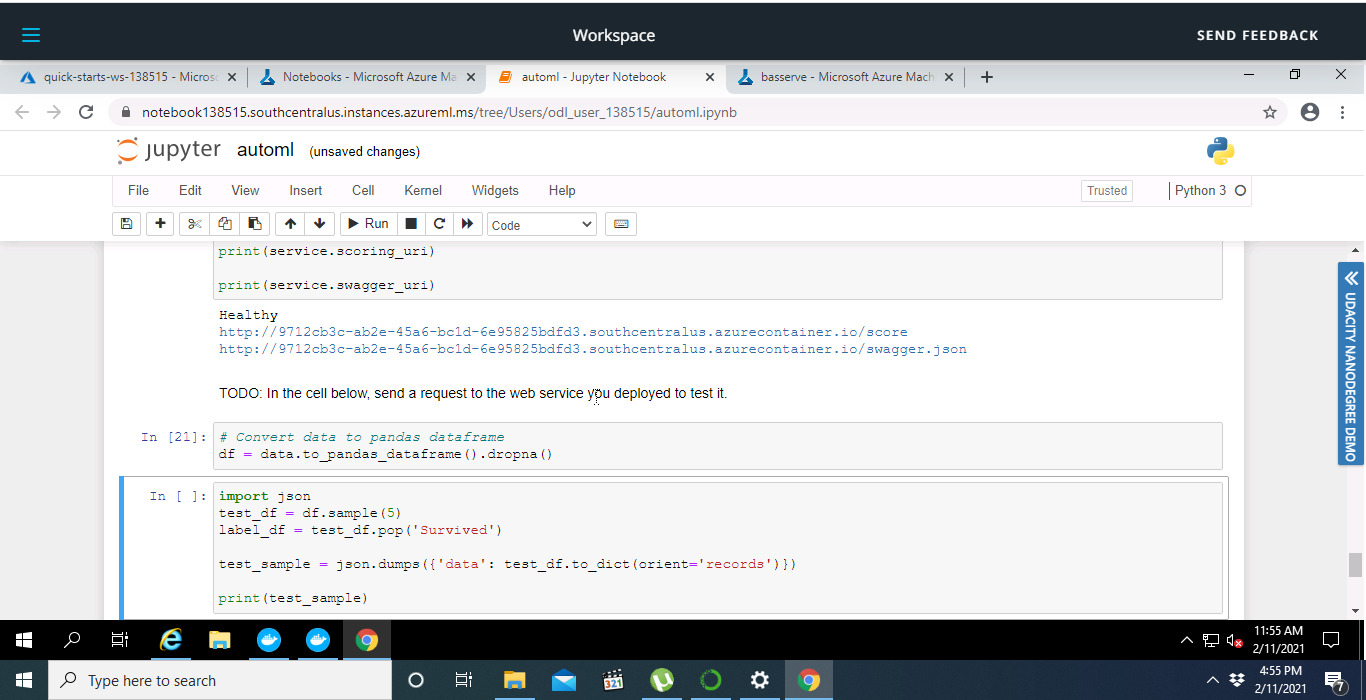 Workspace
SEND FEEDBACK
quick-starts-ws-138515 - Micros
Notebooks - Microsoft Azure Ma
automl - Jupyter Notebook
basserve - Microsoft Azure Mach
notebook138515.southcentralus.instances.azureml.ms/tree/Users/odl_user_138515/automl.ipynb
jupyter automl (unsaved changes)
File Edit View Insert Cell Kernel Widgets Help
Trusted
Python 3
Run
Code
print(service.scoring_uri)
print(service.swagger_uri)
Healthy
http://9712cb3c-ab2e-45a6-bc1d-6e95825bdfd3.southcentralus.azurecontainer.io/score
http://9712cb3c-ab2e-45a6-bc1d-6e95825bdfd3.southcentralus.azurecontainer.io/swagger.json
TODO: In the cell below, send a request to the web service you deployed to test it.
In [21]:
# Convert data to pandas dataframe
df = data.to_pandas_dataframe().dropna()
In [ ]:
import json
test_df = df.sample(5)
label_df = test_df.pop('Survived')
test_sample = json.dumps({'data': test_df.to_dict(orient='records')})
print(test_sample)
UDACITY NANODEGREE DEMO
11:55 AM
2/11/2021
Type here to search
321
4:55 PM
2/11/2021
7